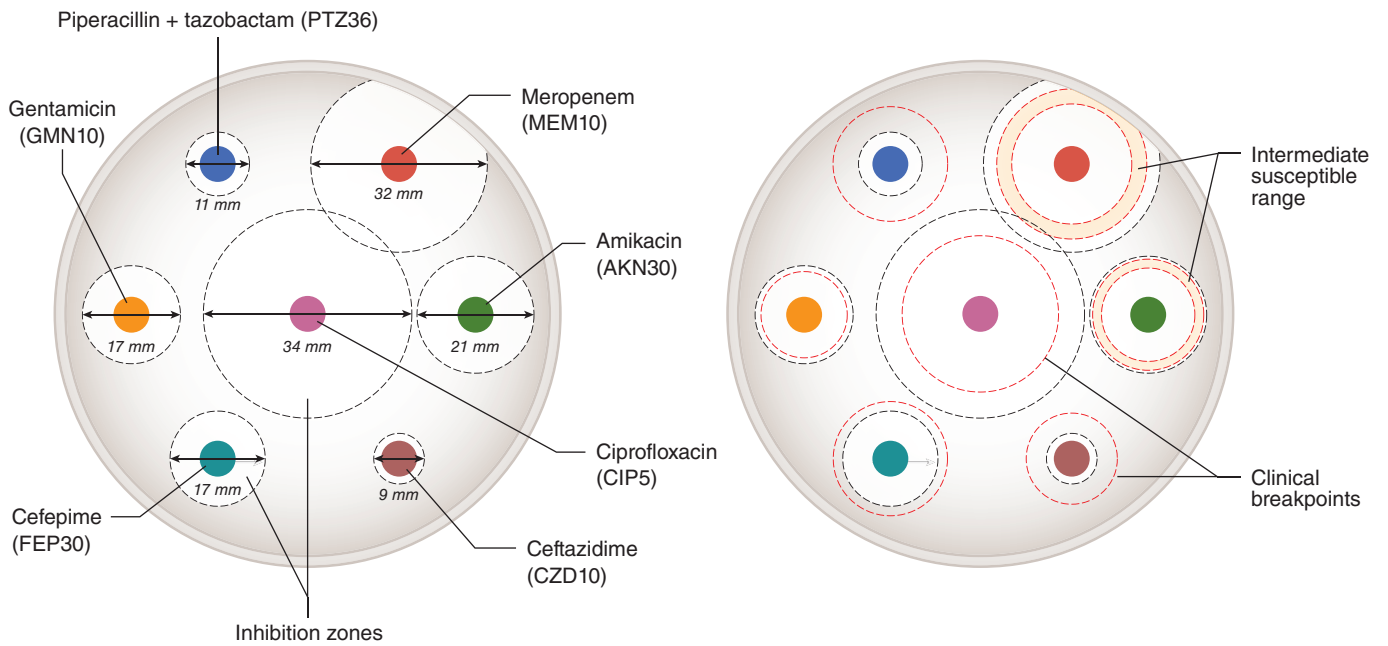 Piperacillin + tazobactam (PTZ36)
Gentamicin
(GMN10)
Meropenem
(MEM10)
11 mm
32 mm
Amikacin
(AKN30)
17 mm
34 mm
21 mm
Ciprofloxacin
(CIP5)
17 mm
9 mm
Cefepime
(FEP30)
Ceftazidime
(CZD10)
Inhibition zones
Intermediate
susceptible
range
Clinical
breakpoints